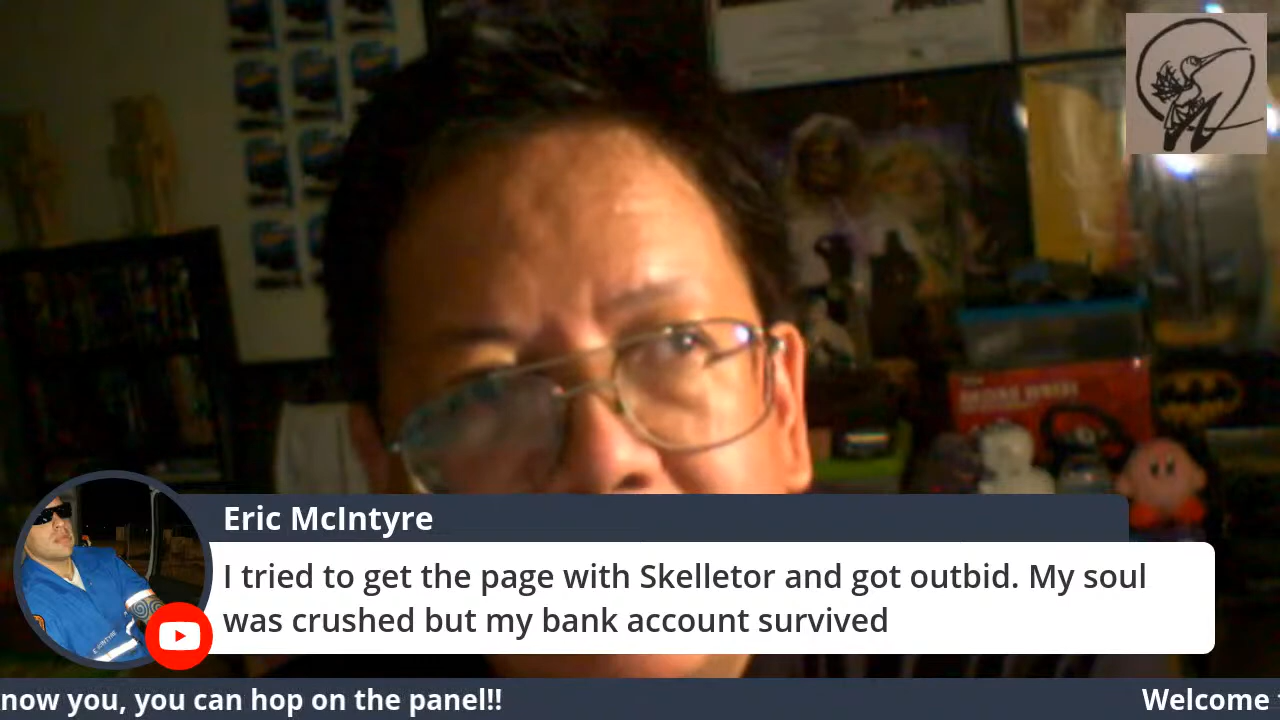 Eric McIntyre
I tried to get the page with Skelletor and got outbid. My soul
was crushed but my bank account survived
now you, you can hop on the panel!!
Welcome